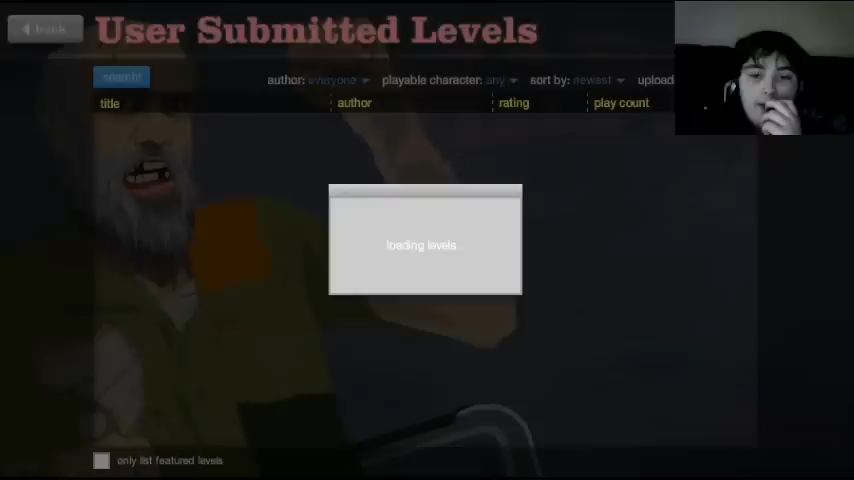 back
User Submitted Levels
search!
author: everyone
playable character: any
sort by: newest
upload
title
author
rating
play count
loading levels..
only list featured levels